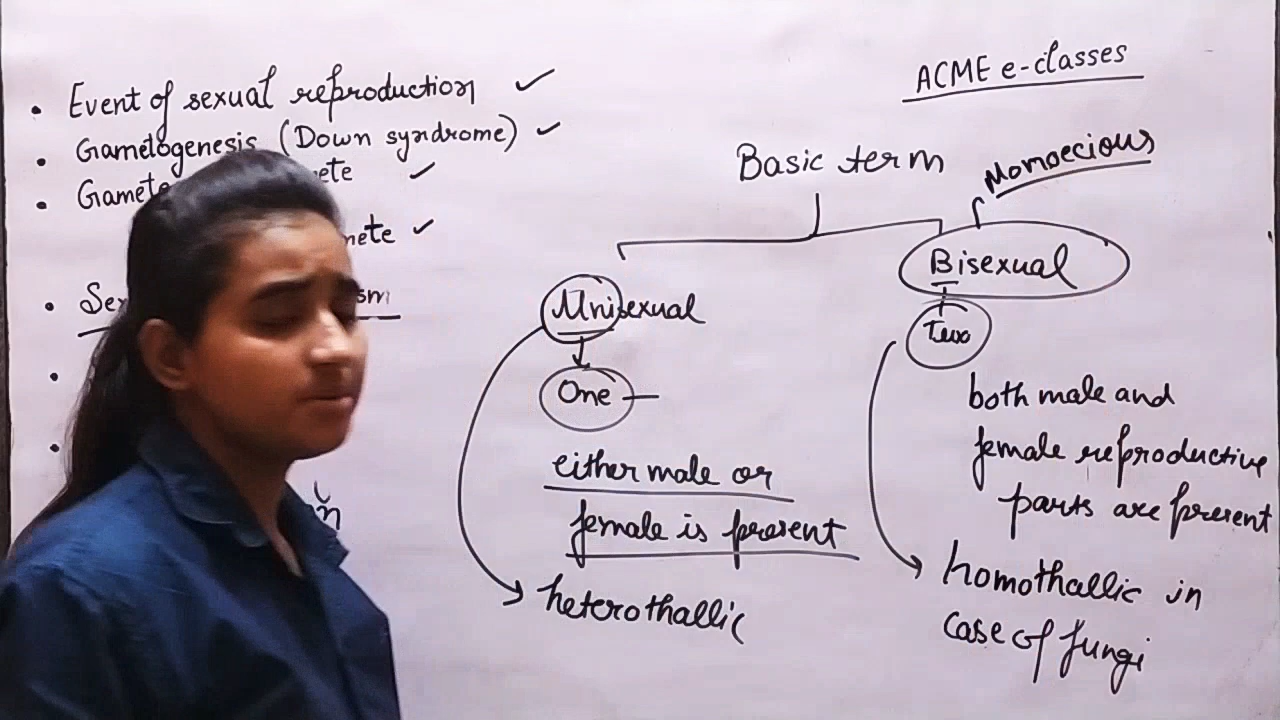 ACME e-classes
• Event of sexual reproduction ✓
• Gametogenesis (Down syndrome) ✓
• Gamete ✓
✓
•
•
•
Basic term
Monoecious
Unisexual
One
either male or
female is present
heterothallic
Bisexual
Two
both male and
female reproductive
parts are present
homothallic in
case of fungi